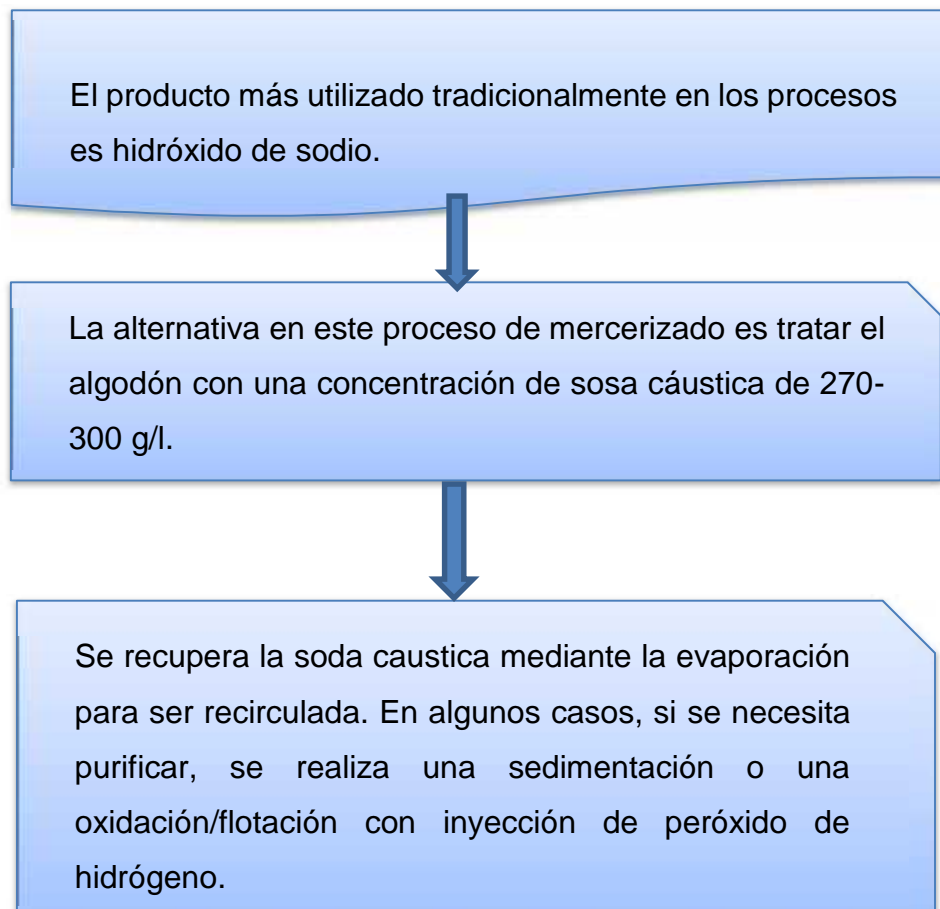 El producto más utilizado tradicionalmente en los procesos
es hidróxido de sodio.
La alternativa en este proceso de mercerizado es tratar el
algodón con una concentración de sosa cáustica de 270-
300 g/l.
Se recupera la soda caustica mediante la evaporación
para ser recirculada. En algunos casos, si se necesita
purificar, se realiza una sedimentación o una
oxidación/flotación con inyección de peróxido de
hidrógeno.